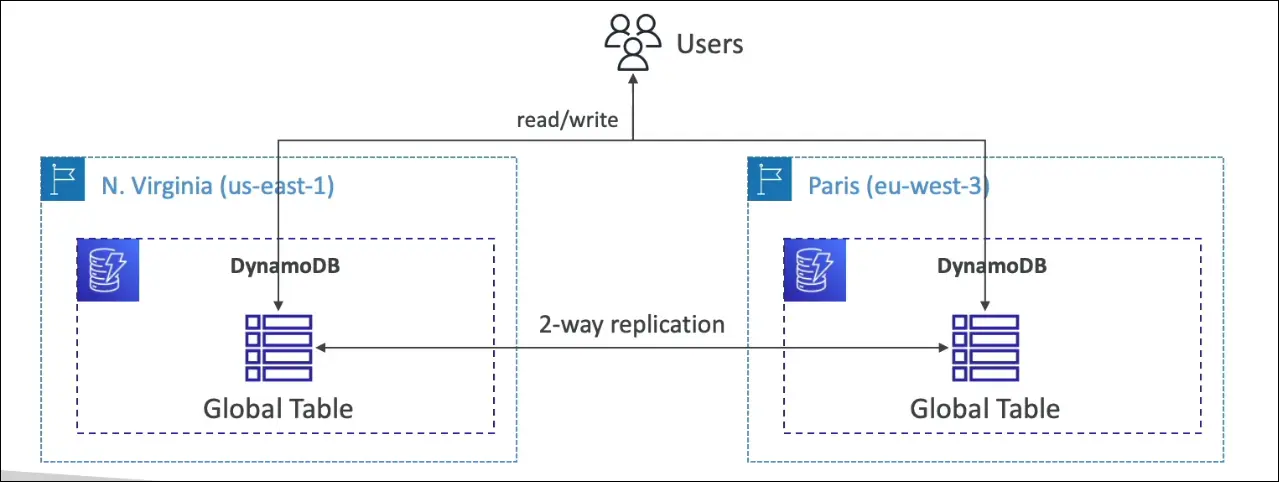 Users
read/write
N. Virginia (us-east-1)
Paris (eu-west-3)
DynamoDB
DynamoDB
2-way replication
Global Table
Global Table